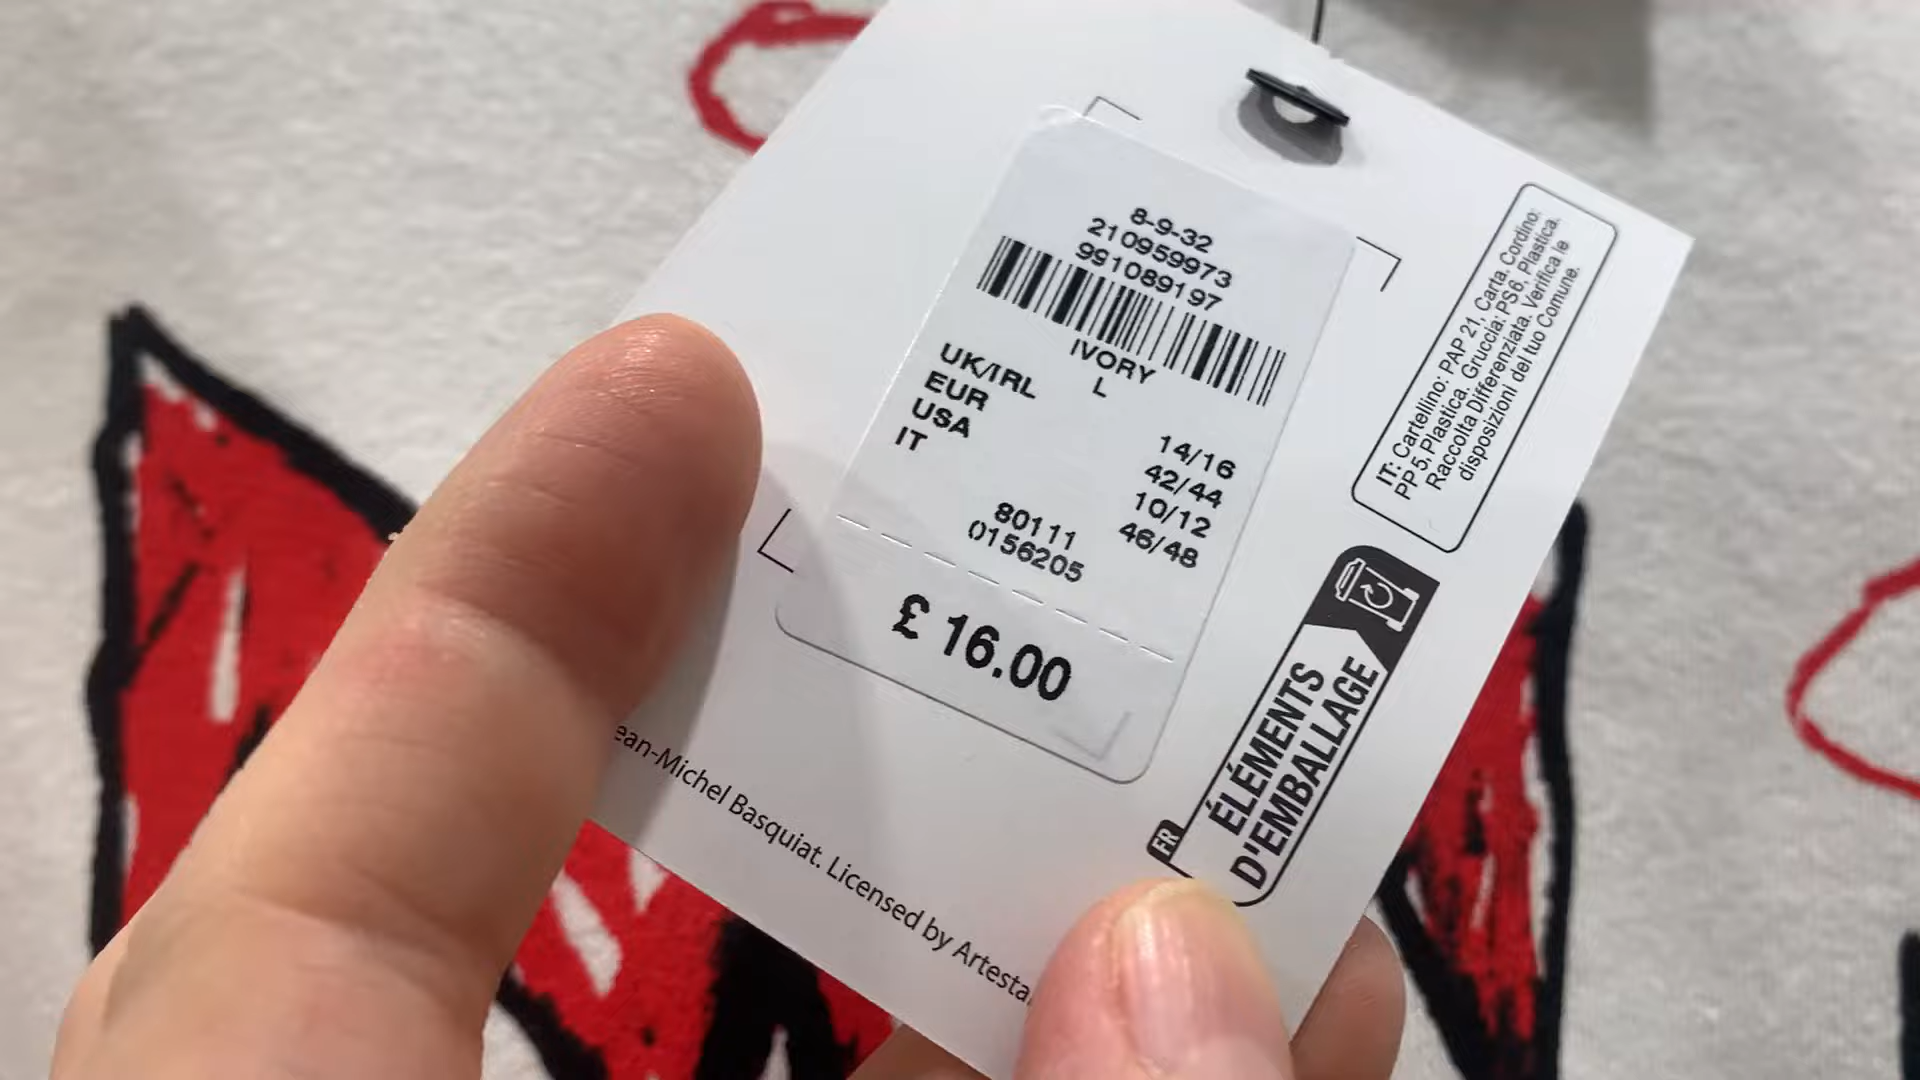 8-9-32
210959973
991089197
IVORY
L
UK/IRL 14/16
EUR 42/44
USA 10/12
IT 46/48
80111
0156205
£ 16.00
ean-Michel Basquiat. Licensed by Artesta
IT: Cartellino: PAP 21, Carta. Cordino:
PP 5, Plastica. Gruccia: PS6, Plastica.
Raccolta Differenziata. Verifica le
disposizioni del tuo Comune.
FR
ÉLÉMENTS
D'EMBALLAGE